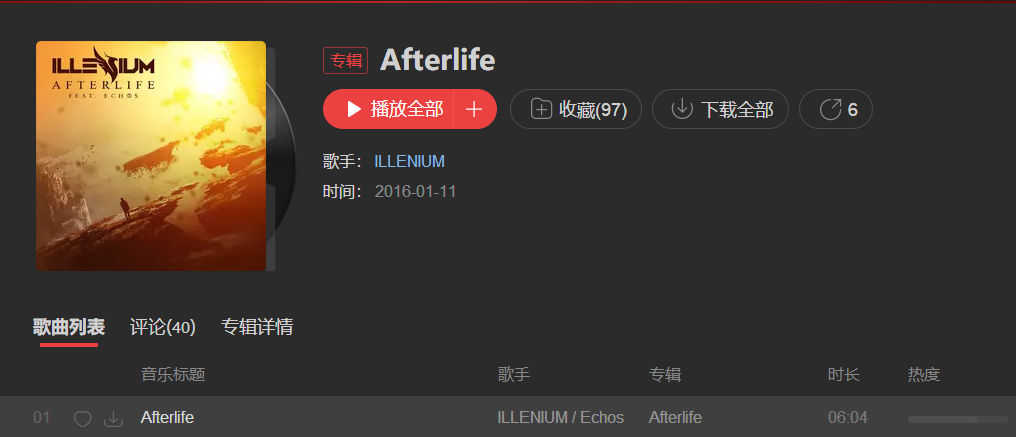 ILLENIUM
AFTERLIFE
FEAT. ECHOS
专辑 Afterlife
播放全部 收藏(97) 下载全部 6
歌手： ILLENIUM
时间： 2016-01-11
歌曲列表 评论(40) 专辑详情
音乐标题 歌手 专辑 时长 热度
01 Afterlife ILLENIUM / Echos Afterlife 06:04